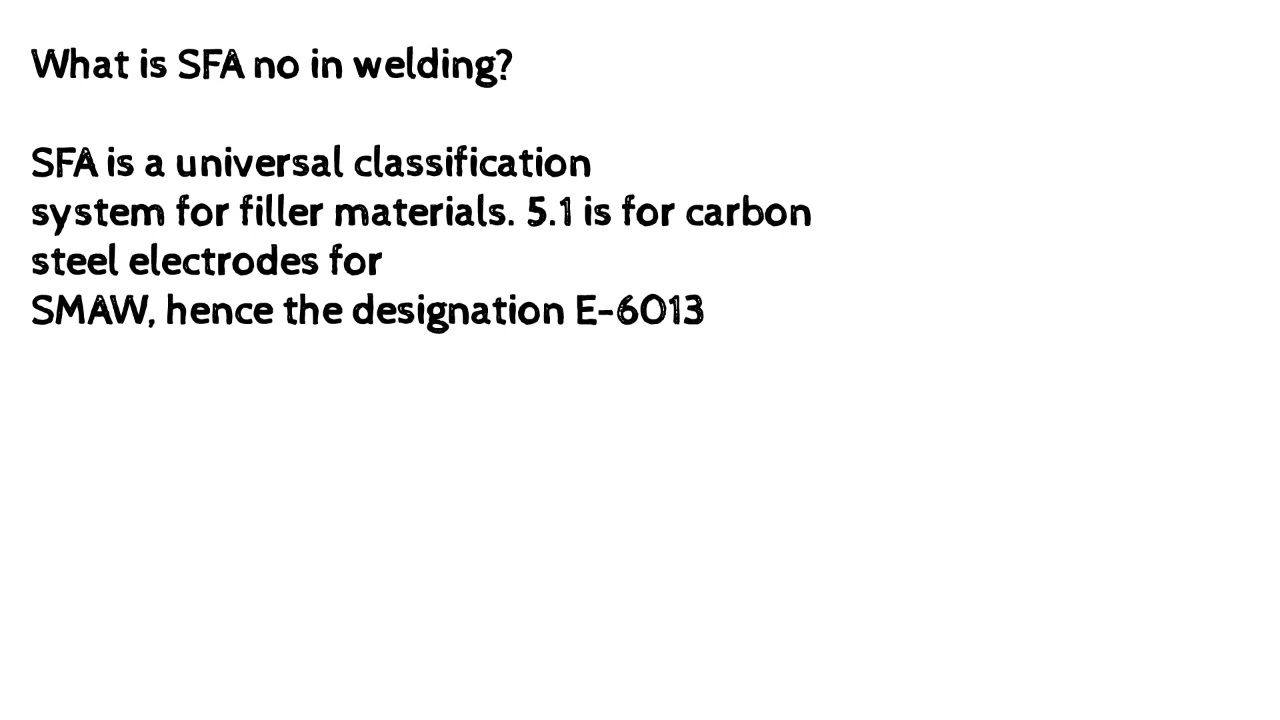 What is SFA no in welding?
SFA is a universal classification
system for filler materials. 5.1 is for carbon
steel electrodes for
SMAW, hence the designation E-6013